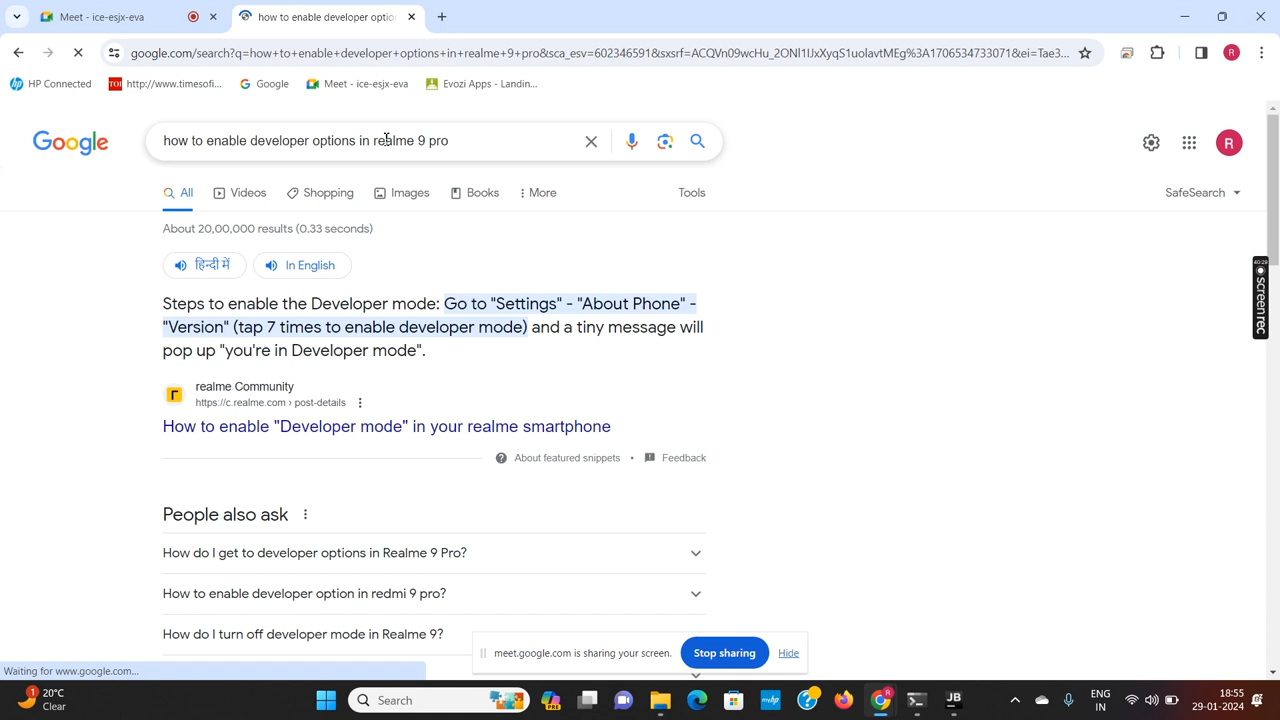 Meet - ice-esjx-eva
how to enable developer optio
google.com/search?q=how+to+enable+developer+options+in+realme+9+pro&sca_esv=602346591&sxsrf=ACQVn09wcHu_2ONI1UxXyqS1uolavtMEg%3A1706534733071&ei=Tae3...
R
HP Connected
TOI
http://www.timesofi...
Google
Meet - ice-esjx-eva
Evozi Apps - Landin...
Google
how to enable developer options in realme 9 pro
R
All
Videos
Shopping
Images
Books
More
Tools
SafeSearch
About 20,00,000 results (0.33 seconds)
हिन्दी में
In English
Steps to enable the Developer mode: Go to "Settings" - "About Phone" -
"Version" (tap 7 times to enable developer mode) and a tiny message will
pop up "you're in Developer mode".
40:28
screenrec
realme Community
https://c.realme.com › post-details
How to enable "Developer mode" in your realme smartphone
About featured snippets
Feedback
People also ask
How do I get to developer options in Realme 9 Pro?
How to enable developer option in redmi 9 pro?
How do I turn off developer mode in Realme 9?
meet.google.com is sharing your screen.
Stop sharing
Hide
Waiting for www.google.com...
1
20°C
Clear
Search
PRE
myhp
R
JB
ENG
IN
18:55
29-01-2024